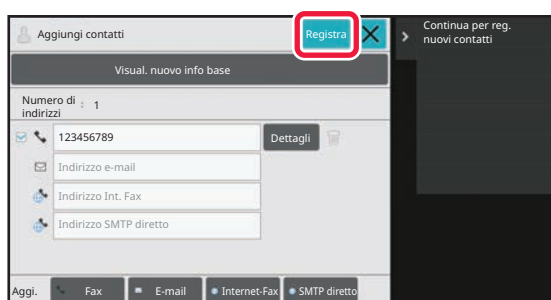 Aggiungi contatti
Registra
Continua per reg.
nuovi contatti
Visual. nuovo info base
Numero di
indirizzi : 1
123456789
Dettagli
Indirizzo e-mail
Indirizzo Int. Fax
Indirizzo SMTP diretto
Aggi.
Fax
E-mail
Internet-Fax
SMTP diretto